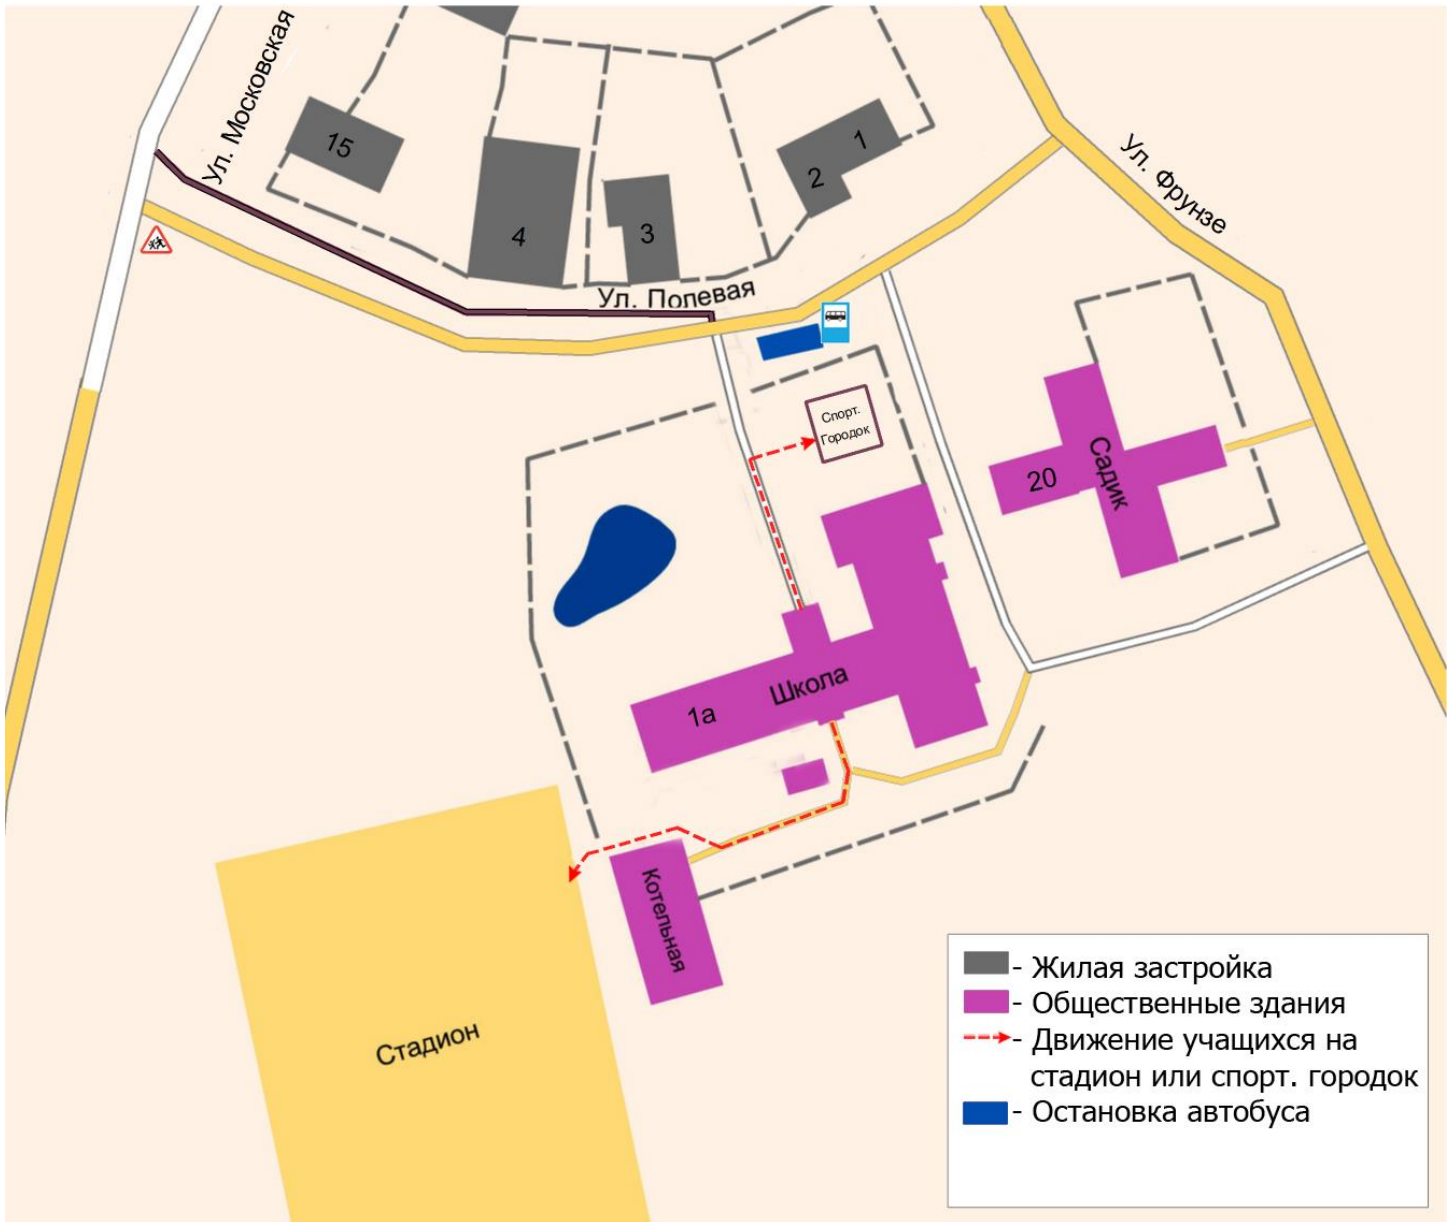 Ул. Московская
Ул. Фрунзе
15
1
2
4
3
Ул. Полевая
Спорт.
Городок
20
Садик
Школа
1а
Котельная
Стадион
- Жилая застройка
- Общественные здания
- Движение учащихся на
стадион или спорт. городок
- Остановка автобуса